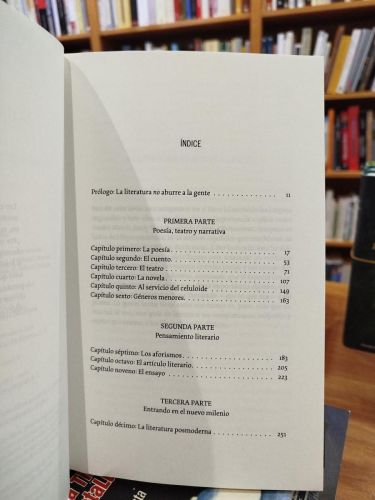 ÍNDICE
Prólogo: La literatura no aburre a la gente . . . . . . . . . . . . . 11
PRIMERA PARTE
Poesía, teatro y narrativa
Capítulo primero: La poesía . . . . . . . . . . . . . . . . . . . . . . . 17
Capítulo segundo: El cuento . . . . . . . . . . . . . . . . . . . . . . . 53
Capítulo tercero: El teatro . . . . . . . . . . . . . . . . . . . . . . . 71
Capítulo cuarto: La novela . . . . . . . . . . . . . . . . . . . . . . . 107
Capítulo quinto: Al servicio del celuloide . . . . . . . . . . . . . 149
Capítulo sexto: Géneros menores . . . . . . . . . . . . . . . . . . . 163
SEGUNDA PARTE
Pensamiento literario
Capítulo séptimo: Los aforismos . . . . . . . . . . . . . . . . . . . 183
Capítulo octavo: El artículo literario . . . . . . . . . . . . . . . . 205
Capítulo noveno: El ensayo . . . . . . . . . . . . . . . . . . . . . . . 223
TERCERA PARTE
Entrando en el nuevo milenio
Capítulo décimo: La literatura posmoderna . . . . . . . . . . . 251